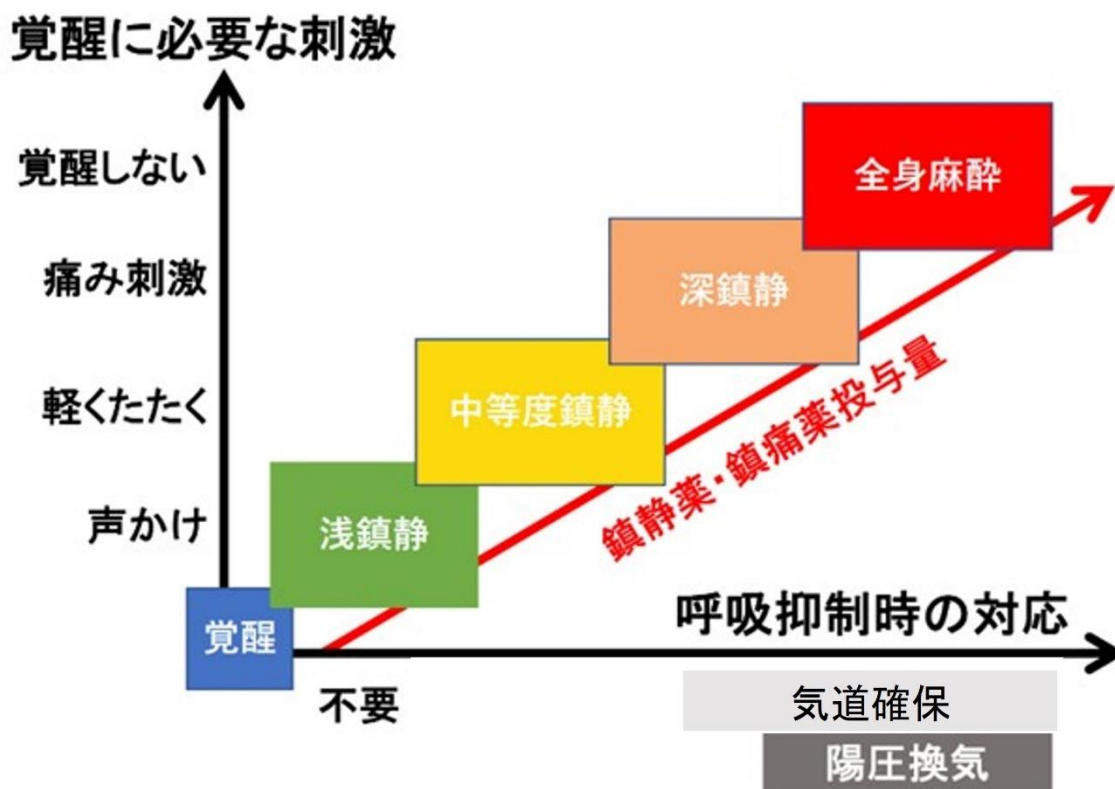 覚醒に必要な刺激
覚醒しない
全身麻酔
痛み刺激
深鎮静
軽くたたく
中等度鎮静
鎮静薬・鎮痛薬投与量
声かけ
浅鎮静
呼吸抑制時の対応
覚醒
不要
気道確保
陽圧換気